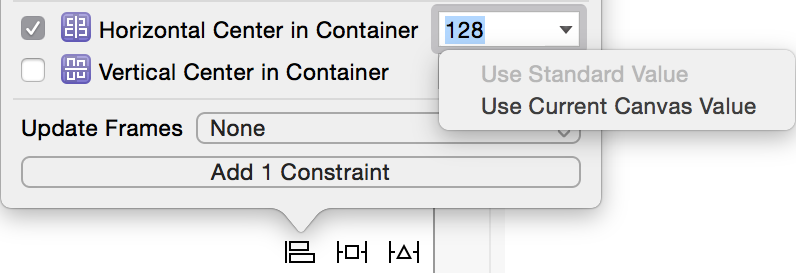 Horizontal Center in Container 128
Vertical Center in Container
Use Standard Value
Use Current Canvas Value
Update Frames None
Add 1 Constraint